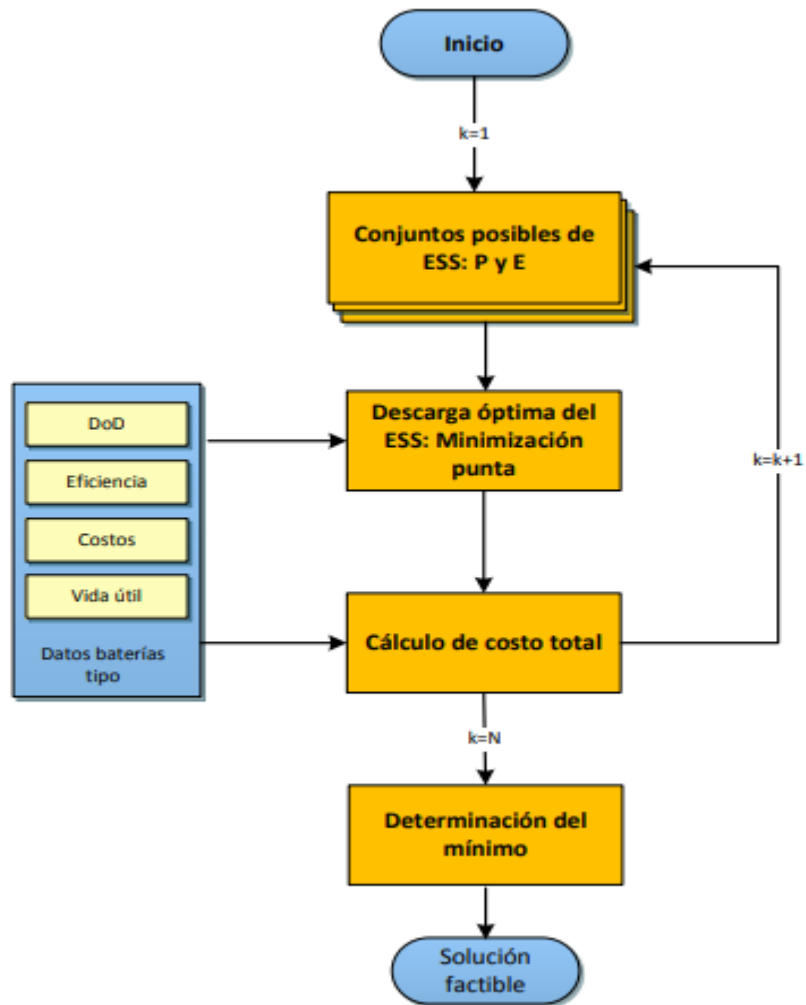 Inicio
k=1
Conjuntos posibles de
ESS: P y E
Descarga óptima del
ESS: Minimización
punta
DoD
Eficiencia
Costos
Vida útil
Datos baterías
tipo
k=k+1
Cálculo de costo total
k=N
Determinación del
mínimo
Solución
factible